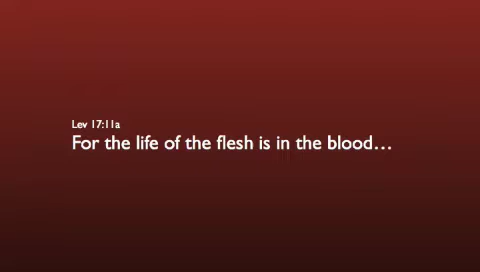 Lev 17:11a
For the life of the flesh is in the blood…